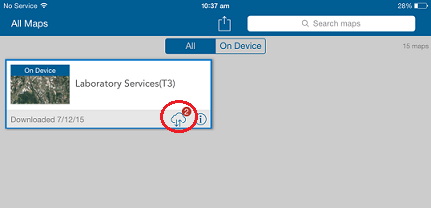 No Service 10:37 am 28%
All Maps Search maps
All On Device 15 maps
On Device
Laboratory Services(T3)
2
Downloaded 7/12/15 i